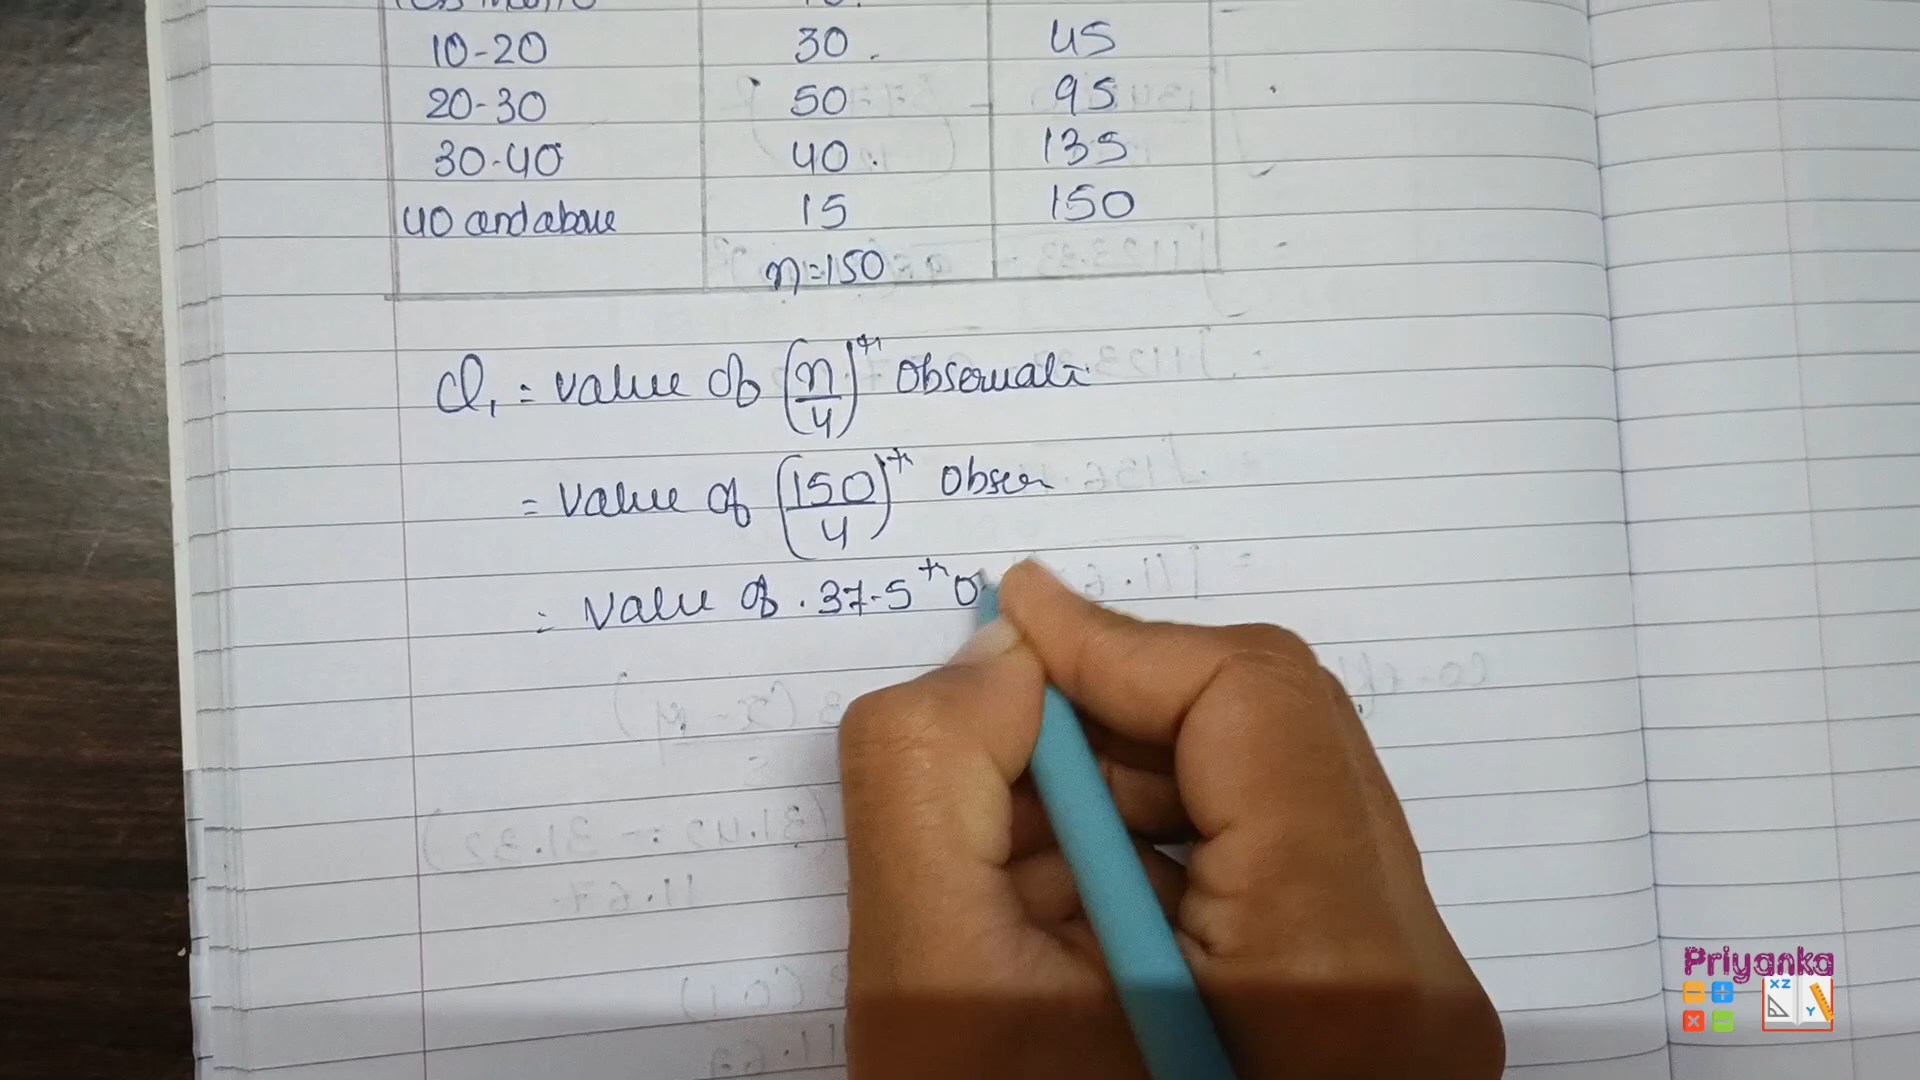 10-20 30 45
20-30 50 95
30-40 40 135
40 and above 15 150
n=150
Q₁ = value of (n/4)ᵗʰ observati
= value of (150/4)ᵗʰ obser
= value of 37.5ᵗʰ o
Priyanka
XZ
Y